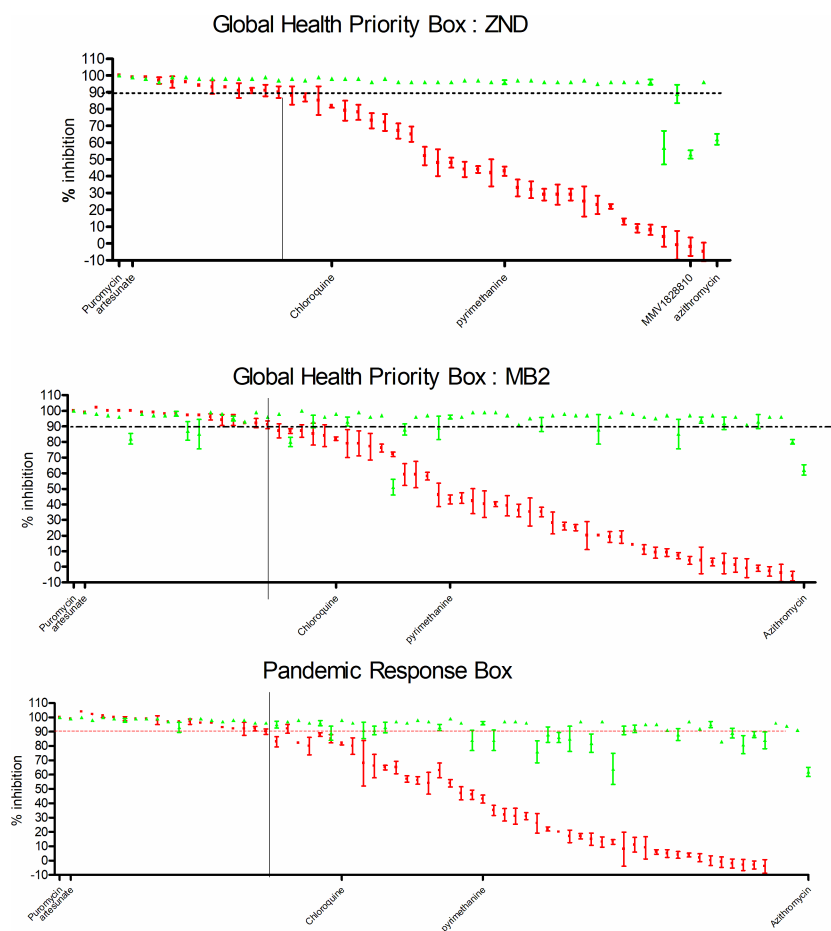 Global Health Priority Box : ZND
110
100
90
80
70
60
50
40
30
20
10
0
-10
% inhibition
Puromycin
artesunate
Chloroquine
pyrimethanine
MMV1828810
azithromycin
Global Health Priority Box : MB2
110
100
90
80
70
60
50
40
30
20
10
0
-10
% inhibition
Puromycin
artesunate
Chloroquine
pyrimethanine
Azithromycin
Pandemic Response Box
110
100
90
80
70
60
50
40
30
20
10
0
-10
% inhibition
Puromycin
artesunate
Chloroquine
pyrimethanine
Azithromycin